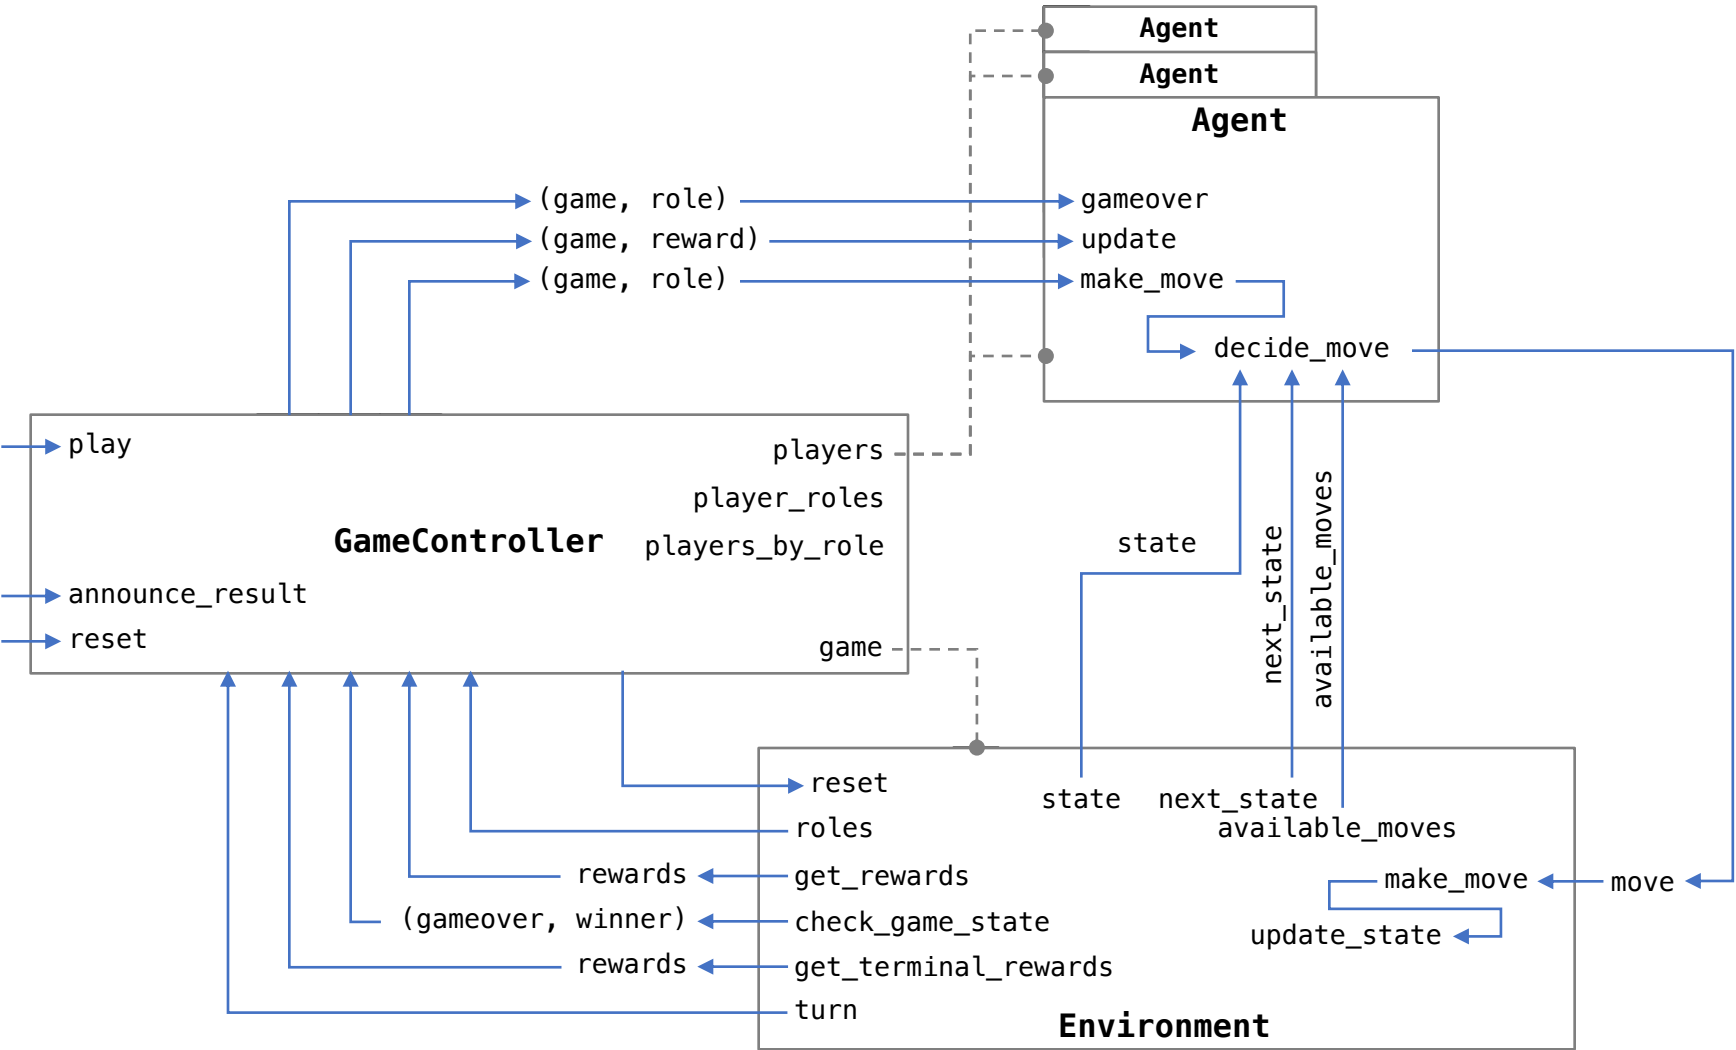 Agent
Agent
Agent
(game, role)
gameover
(game, reward)
update
(game, role)
make_move
decide_move
play
players
player_roles
GameController
players_by_role
announce_result
reset
game
state
next_state
available_moves
reset
state
next_state
roles
available_moves
rewards
get_rewards
make_move
move
(gameover, winner)
check_game_state
update_state
rewards
get_terminal_rewards
turn
Environment